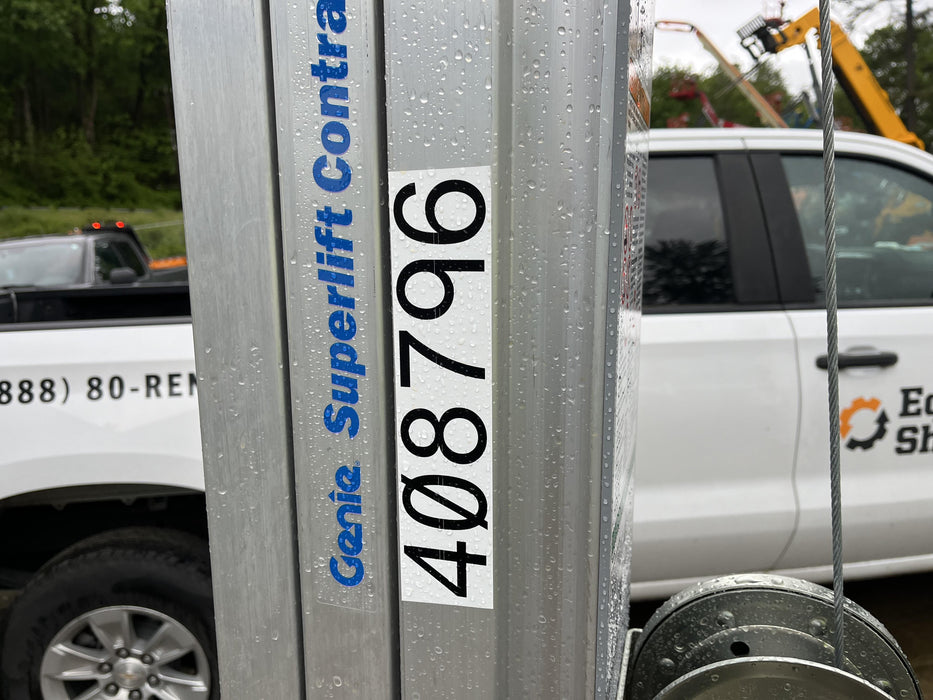 Genie Superlift Contra
408796
888) 80-REN
Sh